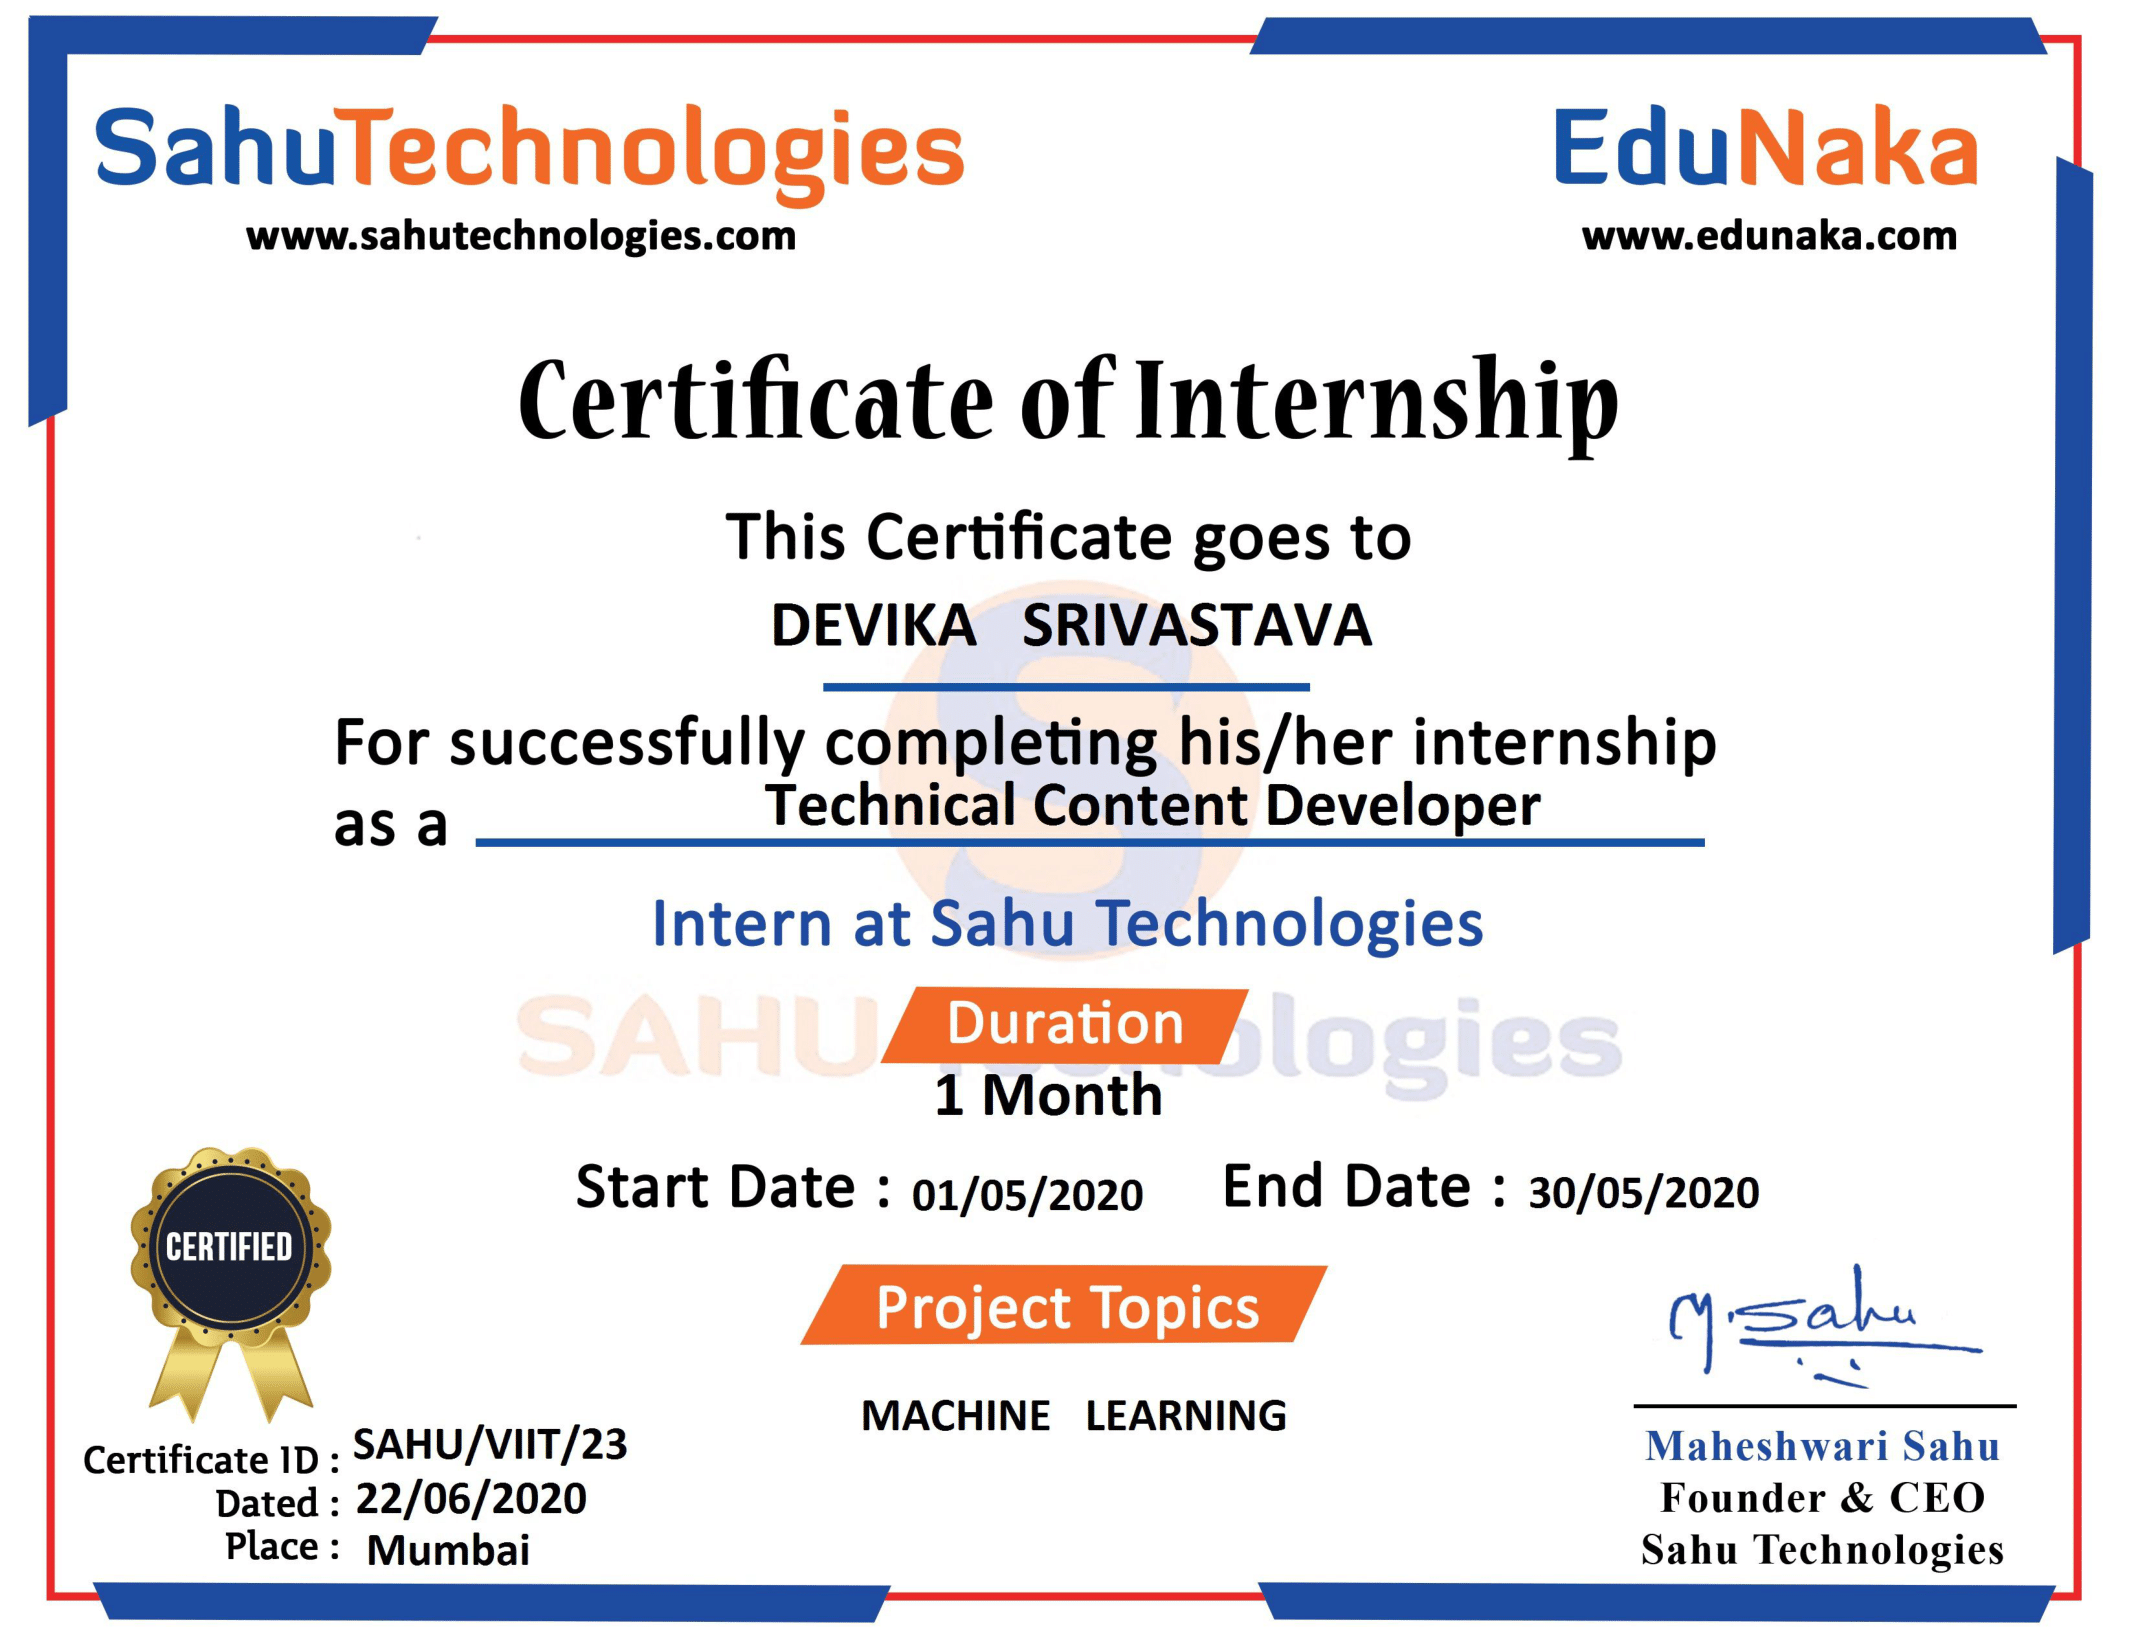 SahuTechnologies
www.sahutechnologies.com
EduNaka
www.edunaka.com
Certificate of Internship
This Certificate goes to
DEVIKA SRIVASTAVA
For successfully completing his/her internship
as a Technical Content Developer
Intern at Sahu Technologies
SAHU Technologies
Duration
1 Month
Start Date : 01/05/2020 End Date : 30/05/2020
Project Topics
MACHINE LEARNING
CERTIFIED
Certificate ID : SAHU/VIIT/23
Dated : 22/06/2020
Place : Mumbai
M.Sahu
Maheshwari Sahu
Founder & CEO
Sahu Technologies